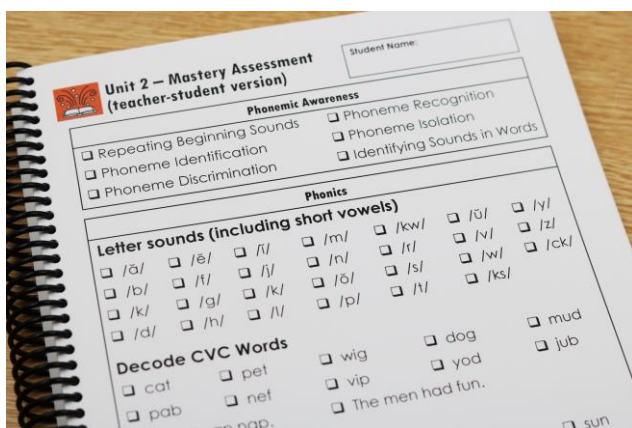 Unit 2 – Mastery Assessment
(teacher-student version)
Student Name:
Phonemic Awareness
❑ Repeating Beginning Sounds ❑ Phoneme Recognition
❑ Phoneme Identification ❑ Phoneme Isolation
❑ Phoneme Discrimination ❑ Identifying Sounds in Words
Phonics
Letter sounds (including short vowels)
❑ /ă/ ❑ /ĕ/ ❑ /ĭ/ ❑ /m/ ❑ /kw/ ❑ /ŭ/ ❑ /y/
❑ /b/ ❑ /f/ ❑ /j/ ❑ /n/ ❑ /r/ ❑ /v/ ❑ /z/
❑ /k/ ❑ /g/ ❑ /k/ ❑ /ŏ/ ❑ /s/ ❑ /w/ ❑ /ck/
❑ /d/ ❑ /h/ ❑ /l/ ❑ /p/ ❑ /t/ ❑ /ks/
Decode CVC Words
❑ cat ❑ pet ❑ wig ❑ dog ❑ mud
❑ pab ❑ net ❑ vip ❑ yod ❑ jub
nap. ❑ The men had fun.
❑ sun